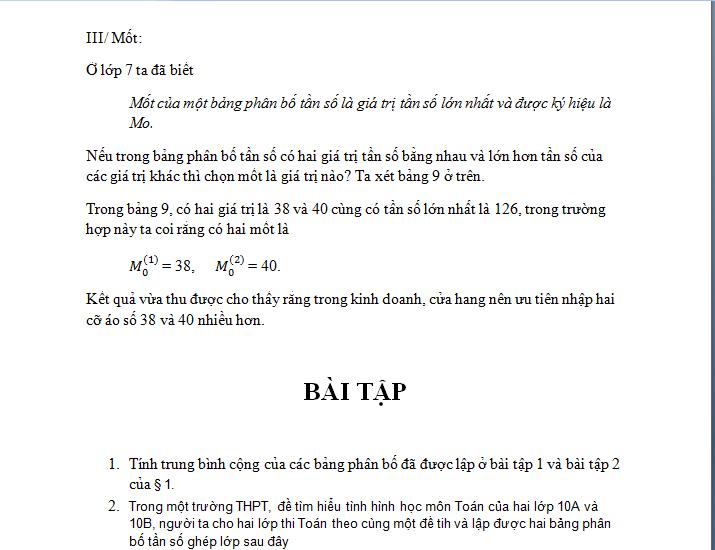 III/ Mốt:
Ở lớp 7 ta đã biết
Mốt của một bảng phân bố tần số là giá trị tần số lớn nhất và được ký hiệu là
Mo.
Nếu trong bảng phân bố tần số có hai giá trị tần số bằng nhau và lớn hơn tần số của
các giá trị khác thì chọn mốt là giá trị nào? Ta xét bảng 9 ở trên.
Trong bảng 9, có hai giá trị là 38 và 40 cùng có tần số lớn nhất là 126, trong trường
hợp này ta coi rằng có hai mốt là
M₀⁽¹⁾ = 38, M₀⁽²⁾ = 40.
Kết quả vừa thu được cho thấy rằng trong kinh doanh, cửa hang nên ưu tiên nhập hai
cỡ áo số 38 và 40 nhiều hơn.
BÀI TẬP
1. Tính trung bình cộng của các bảng phân bố đã được lập ở bài tập 1 và bài tập 2
của § 1.
2. Trong một trường THPT, để tìm hiểu tình hình học môn Toán của hai lớp 10A và
10B, người ta cho hai lớp thi Toán theo cùng một đề tih và lập được hai bảng phân
bố tần số ghép lớp sau đây